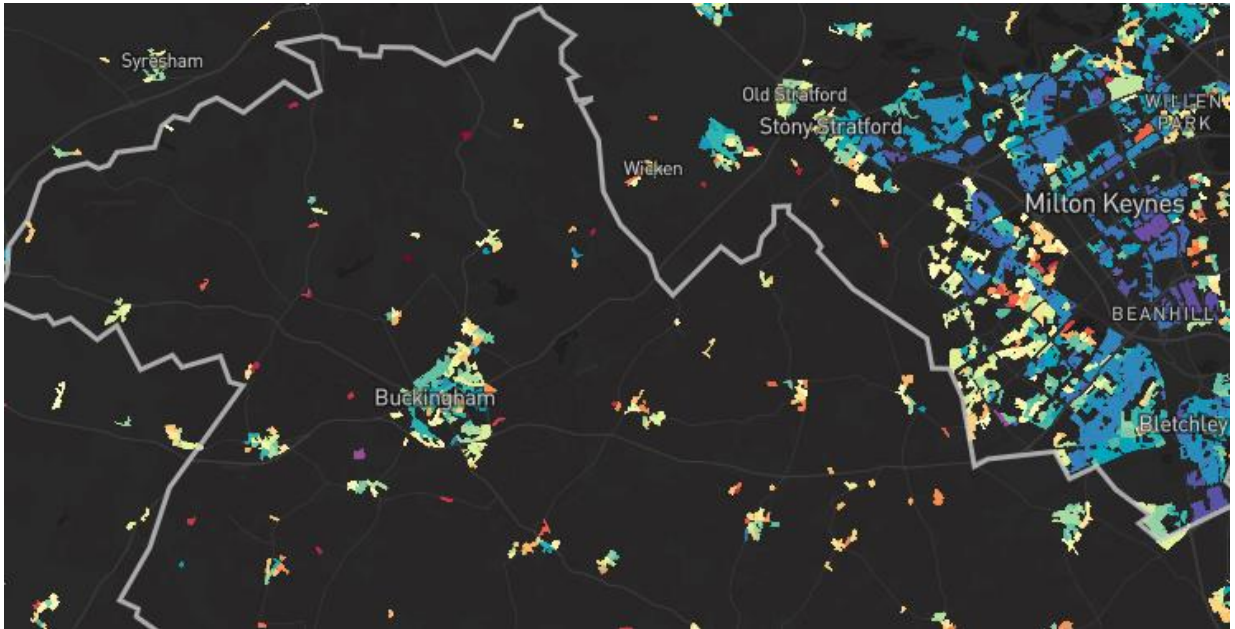 Syresham
Old Stratford
WILLEN
PARK
Stony Stratford
Wicken
Milton Keynes
BEANHILL
Buckingham
Bletchley